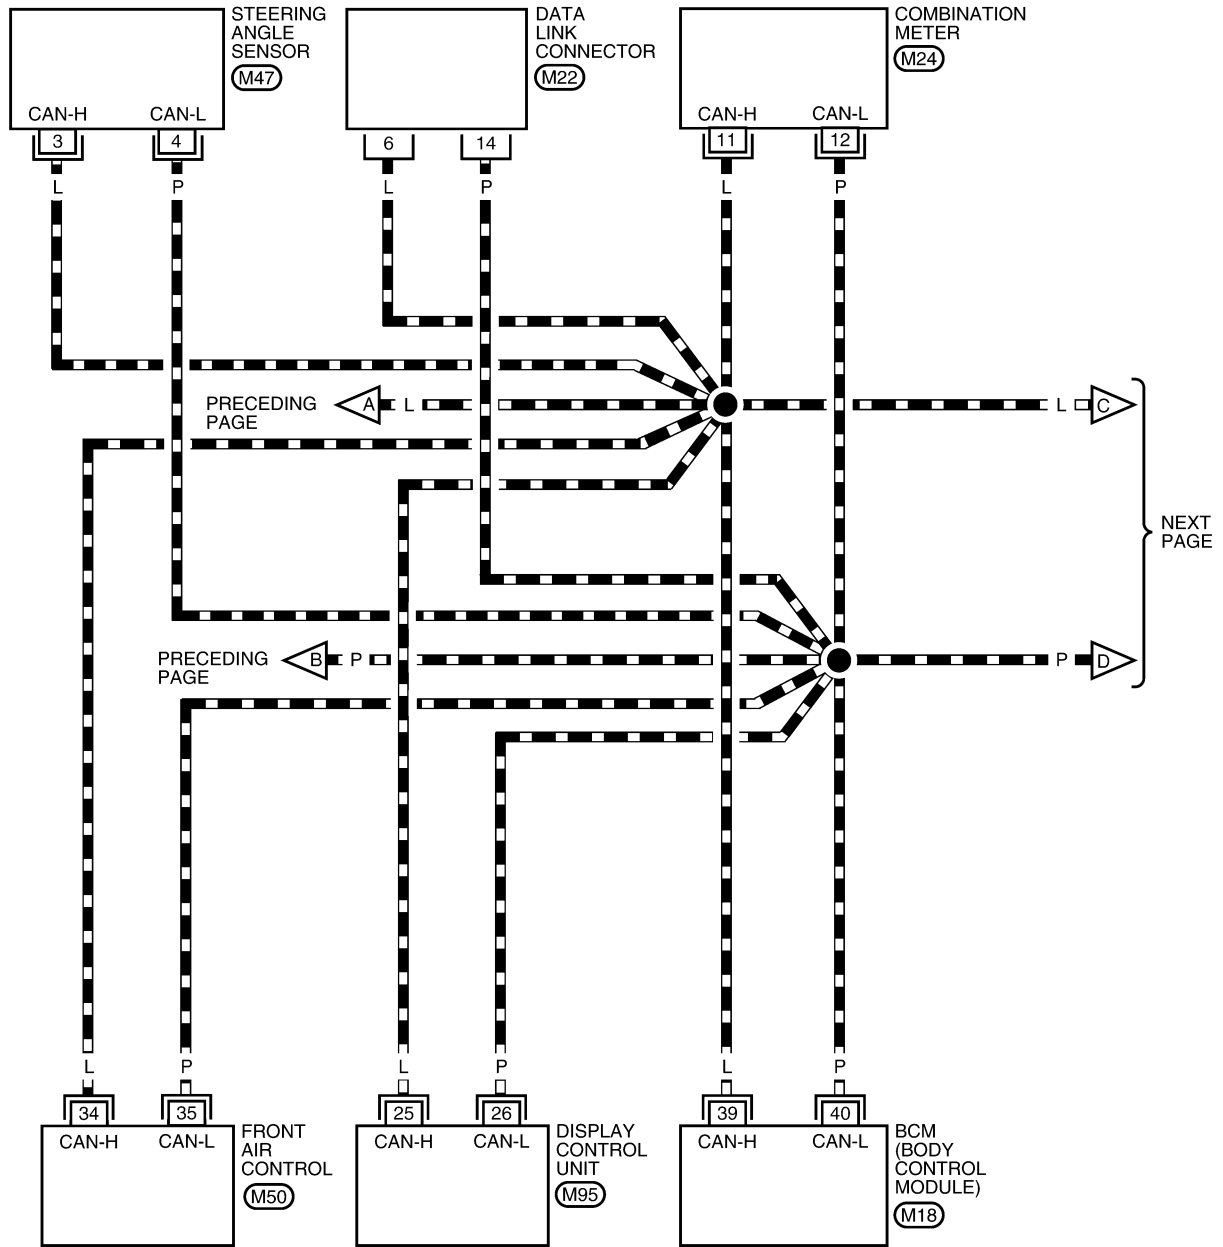 STEERING
ANGLE
SENSOR
M47
DATA
LINK
CONNECTOR
M22
COMBINATION
METER
M24
CAN-H CAN-L
CAN-H CAN-L
3 4 6 14 11 12
L P L P L P
PRECEDING
PAGE
A L
L C
NEXT
PAGE
PRECEDING
PAGE
B P
P D
L P L P L P
34 35 25 26 39 40
CAN-H CAN-L
CAN-H CAN-L
CAN-H CAN-L
FRONT
AIR
CONTROL
M50
DISPLAY
CONTROL
UNIT
M95
BCM
(BODY
CONTROL
MODULE)
M18